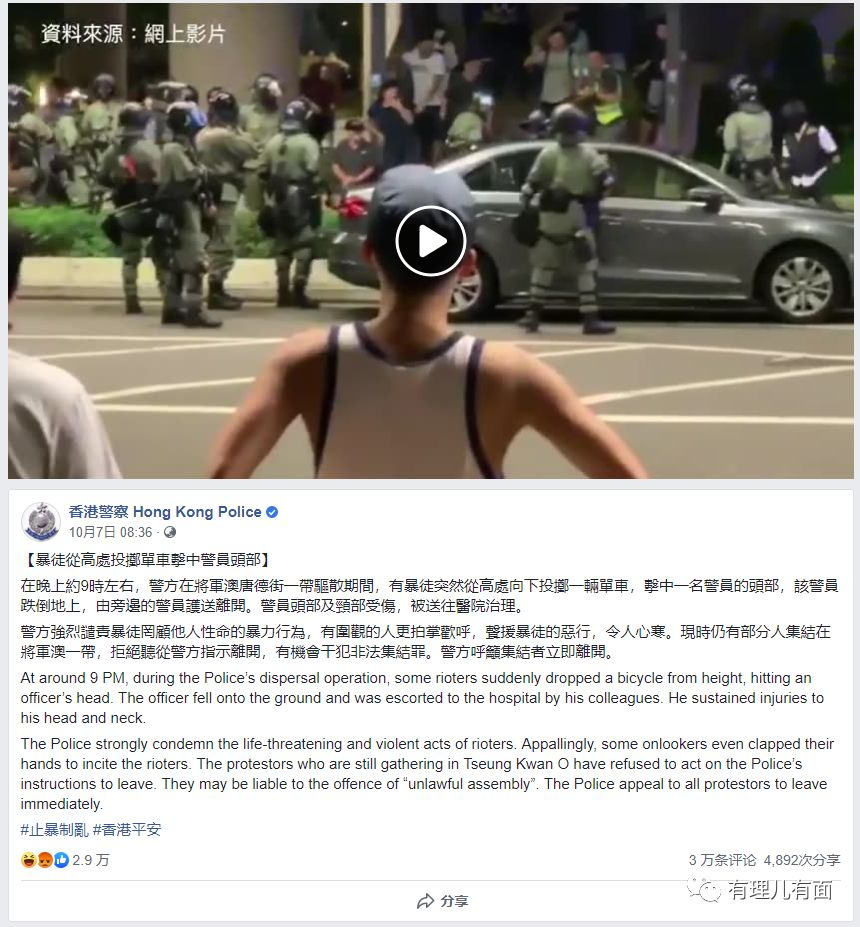 資料來源：網上影片
香港警察 Hong Kong Police
10月7日 08:36 ·
【暴徒從高處投擲單車擊中警員頭部】
在晚上約9時左右，警方在將軍澳唐德街一帶驅散期間，有暴徒突然從高處向下投擲一輛單車，擊中一名警員的頭部，該警員
跌倒地上，由旁邊的警員護送離開。警員頭部及頸部受傷，被送往醫院治理。
警方強烈譴責暴徒罔顧他人性命的暴力行為，有圍觀的人更拍掌歡呼，聲援暴徒的惡行，令人心寒。現時仍有部分人集結在
將軍澳一帶，拒絕聽從警方指示離開，有機會干犯非法集結罪。警方呼籲集結者立即離開。
At around 9 PM, during the Police’s dispersal operation, some rioters suddenly dropped a bicycle from height, hitting an
officer’s head. The officer fell onto the ground and was escorted to the hospital by his colleagues. He sustained injuries to
his head and neck.
The Police strongly condemn the life-threatening and violent acts of rioters. Appallingly, some onlookers even clapped their
hands to incite the rioters. The protestors who are still gathering in Tseung Kwan O have refused to act on the Police’s
instructions to leave. They may be liable to the offence of “unlawful assembly”. The Police appeal to all protestors to leave
immediately.
#止暴制亂 #香港平安
2.9 万
3 万条评论 4,892次分享
分享
有理儿有面